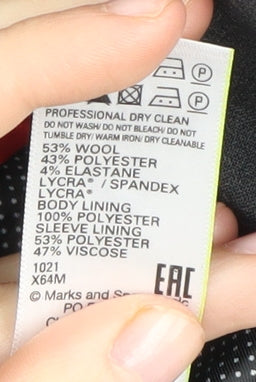 P
P
PROFESSIONAL DRY CLEAN
DO NOT WASH/ DO NOT BLEACH/ DO NOT
TUMBLE DRY/ WARM IRON/ DRY CLEANABLE
53% WOOL
43% POLYESTER
4% ELASTANE
LYCRA® / SPANDEX
LYCRA®
BODY LINING
100% POLYESTER
SLEEVE LINING
53% POLYESTER
47% VISCOSE
1021
X64M
EAC
© Marks and
PO